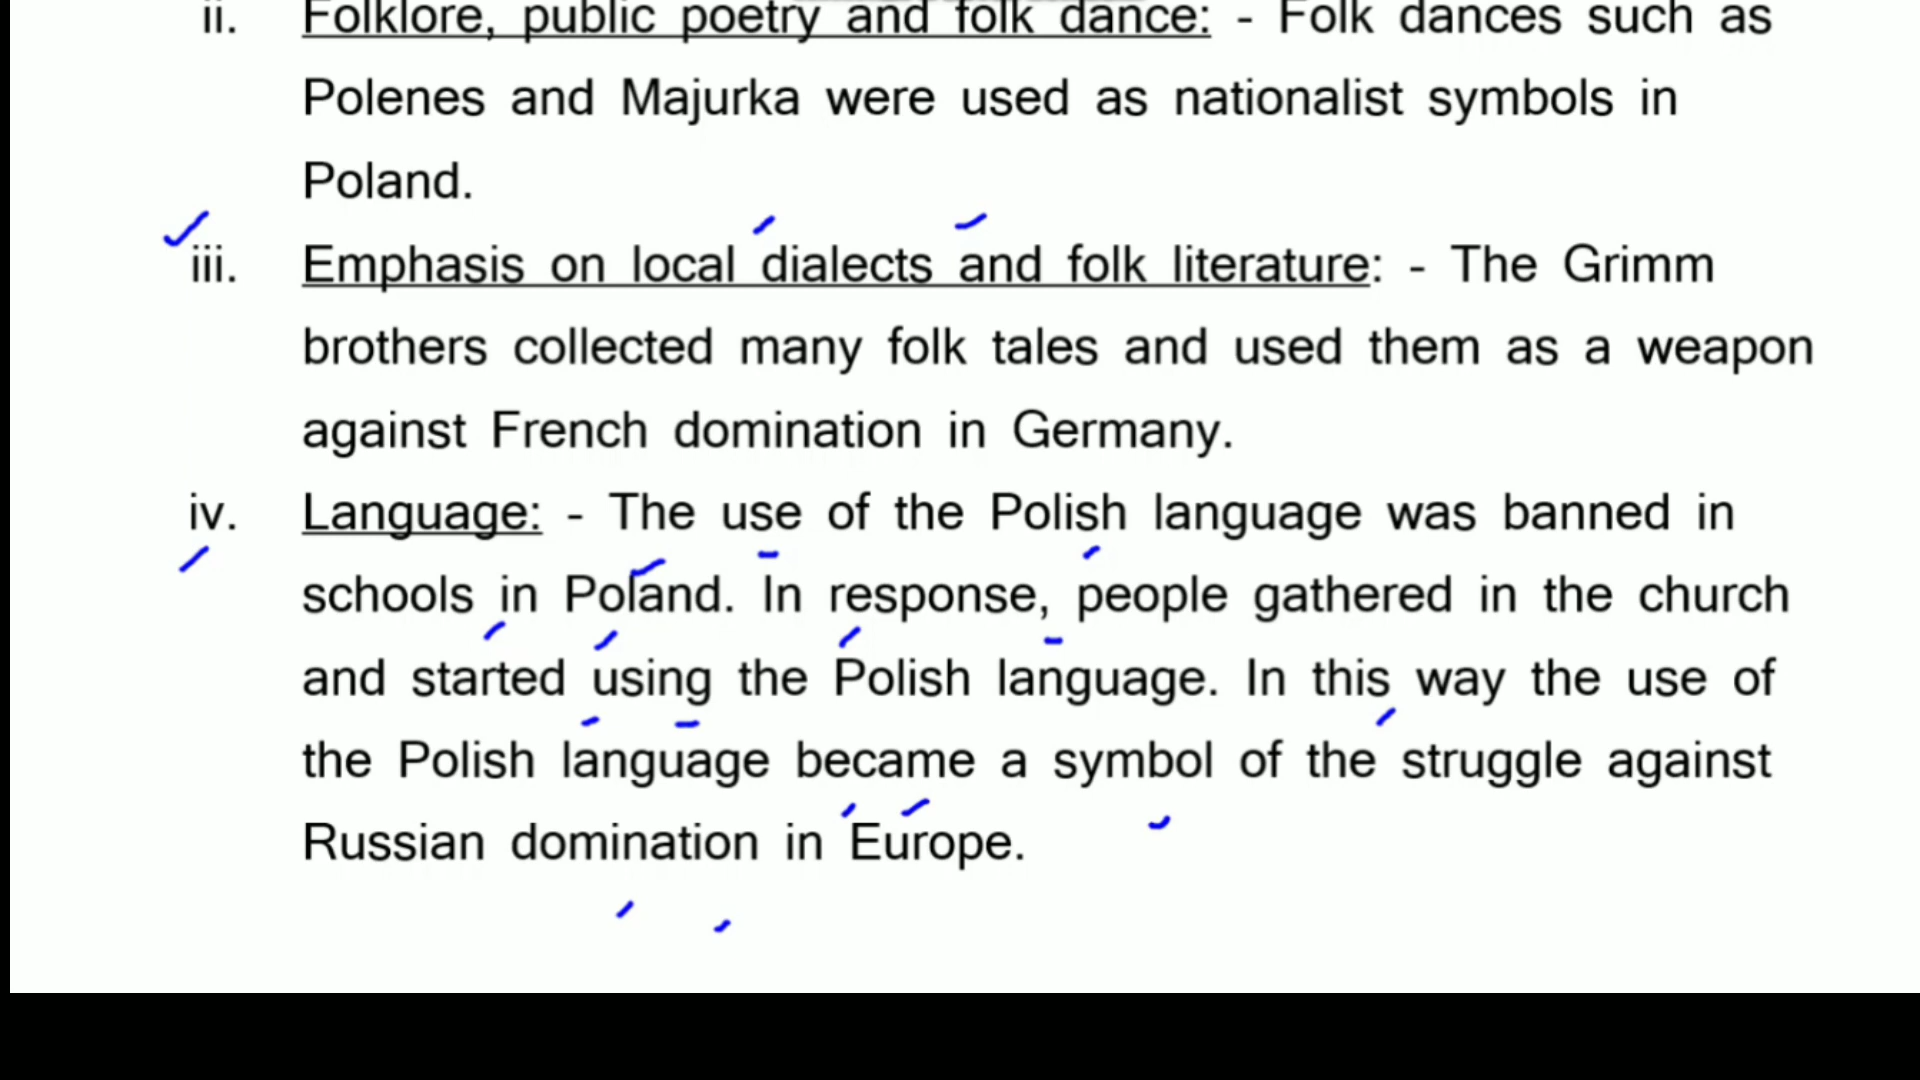 ii. Folklore, public poetry and folk dance: - Folk dances such as
Polenes and Majurka were used as nationalist symbols in
Poland.
iii. Emphasis on local dialects and folk literature: - The Grimm
brothers collected many folk tales and used them as a weapon
against French domination in Germany.
iv. Language: - The use of the Polish language was banned in
schools in Poland. In response, people gathered in the church
and started using the Polish language. In this way the use of
the Polish language became a symbol of the struggle against
Russian domination in Europe.